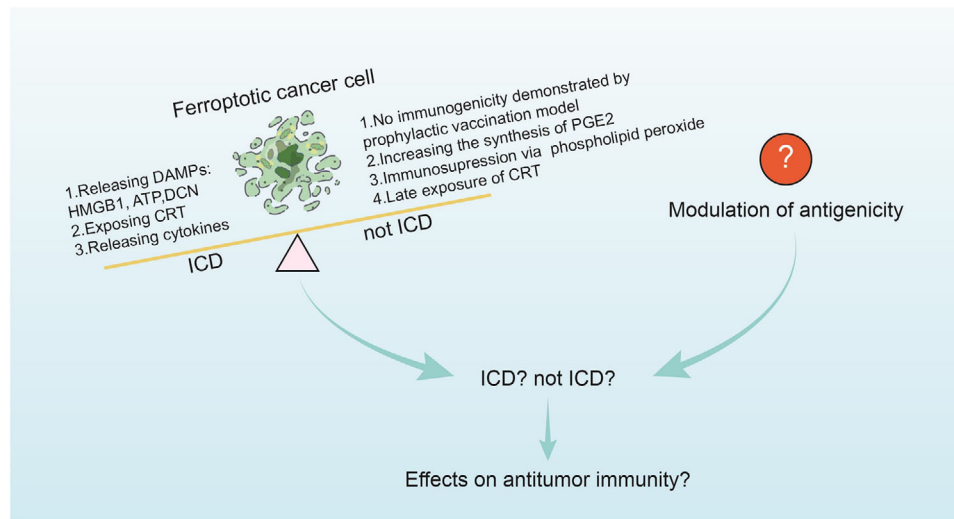 Ferroptotic cancer cell
1.Releasing DAMPs:
HMGB1, ATP,DCN
2.Exposing CRT
3.Releasing cytokines
ICD
1.No immunogenicity demonstrated by
prophylactic vaccination model
2.Increasing the synthesis of PGE2
3.Immunosupression via phospholipid peroxide
4.Late exposure of CRT
not ICD
?
Modulation of antigenicity
ICD? not ICD?
Effects on antitumor immunity?